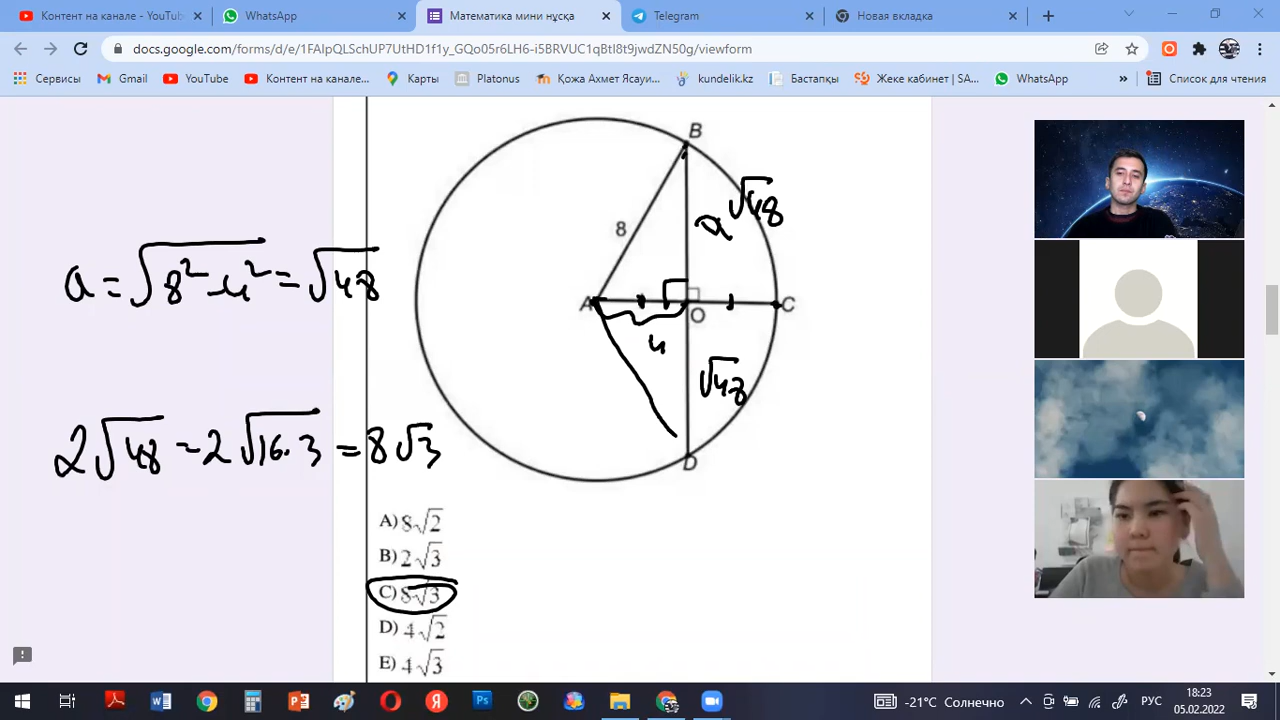 Контент на канале - YouTub
WhatsApp
Математика мини нұсқа
Telegram
Новая вкладка
docs.google.com/forms/d/e/1FAIpQLSchUP7UtHD1f1y_GQo05r6LH6-i5BRVUC1qBtI8t9jwdZN50g/viewform
Сервисы
Gmail
YouTube
Контент на канале...
Карты
Platonus
Қожа Ахмет Ясауи...
kundelik.kz
Бастапқы
Жеке кабинет | SA...
WhatsApp
»
Список для чтения
B
a √48
8
a = √8²-4² = √48
A
O
C
4
√48
2√48 = 2√16·3 = 8√3
D
A) 8√2
B) 2√3
C) 8√3
D) 4√2
E) 4√3
-21°C Солнечно
РУС
18:23
05.02.2022